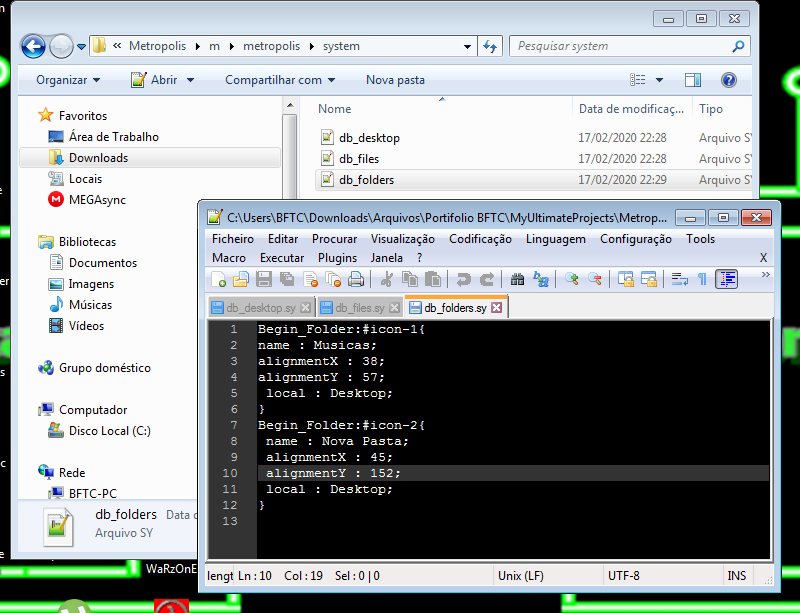 « Metropolis ▸ m ▸ metropolis ▸ system
Pesquisar system
Organizar
Abrir
Compartilhar com
Nova pasta
Favoritos
Área de Trabalho
Downloads
Locais
MEGAsync
Bibliotecas
Documentos
Imagens
Músicas
Vídeos
Grupo doméstico
Computador
Disco Local (C:)
Rede
BFTC-PC
Nome
Data de modificaç...
Tipo
db_desktop 17/02/2020 22:28 Arquivo SY
db_files 17/02/2020 22:28 Arquivo SY
db_folders 17/02/2020 22:29 Arquivo SY
db_folders Data
Arquivo SY
C:\Users\BFTC\Downloads\Arquivos\Portifolio BFTC\MyUltimateProjects\Metrop...
Ficheiro Editar Procurar Visualização Codificação Linguagem Configuração Tools
Macro Executar Plugins Janela ? X
db_desktop.sy db_files.sy db_folders.sy
1 Begin_Folder:#icon-1{
2 name : Musicas;
3 alignmentX : 38;
4 alignmentY : 57;
5 local : Desktop;
6 }
7 Begin_Folder:#icon-2{
8 name : Nova Pasta;
9 alignmentX : 45;
10 alignmentY : 152;
11 local : Desktop;
12 }
13
lengt Ln : 10 Col : 19 Sel : 0 | 0 Unix (LF) UTF-8 INS
WaRzOnE